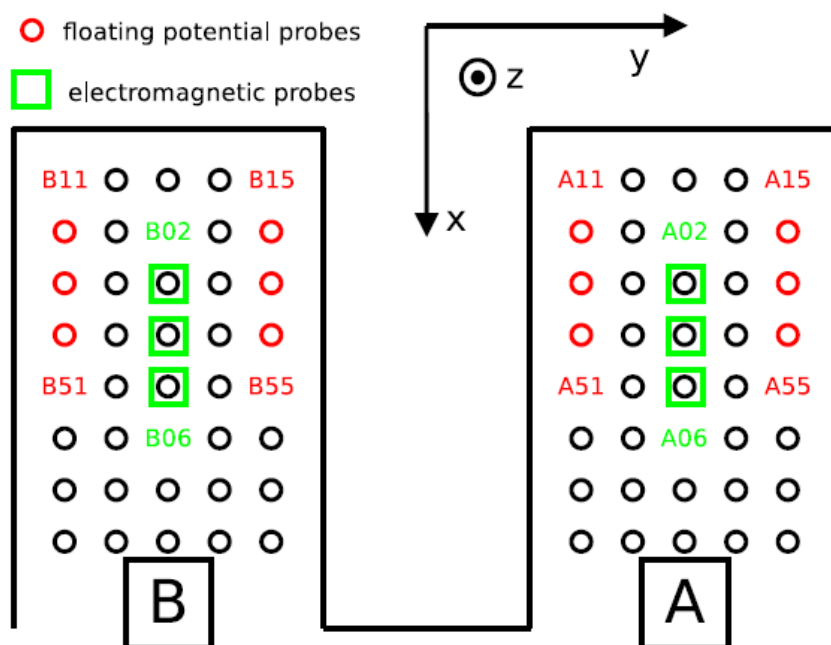 floating potential probes
electromagnetic probes
y
z
x
B11 B15 A11 A15
B02 A02
B51 B55 A51 A55
B06 A06
B A